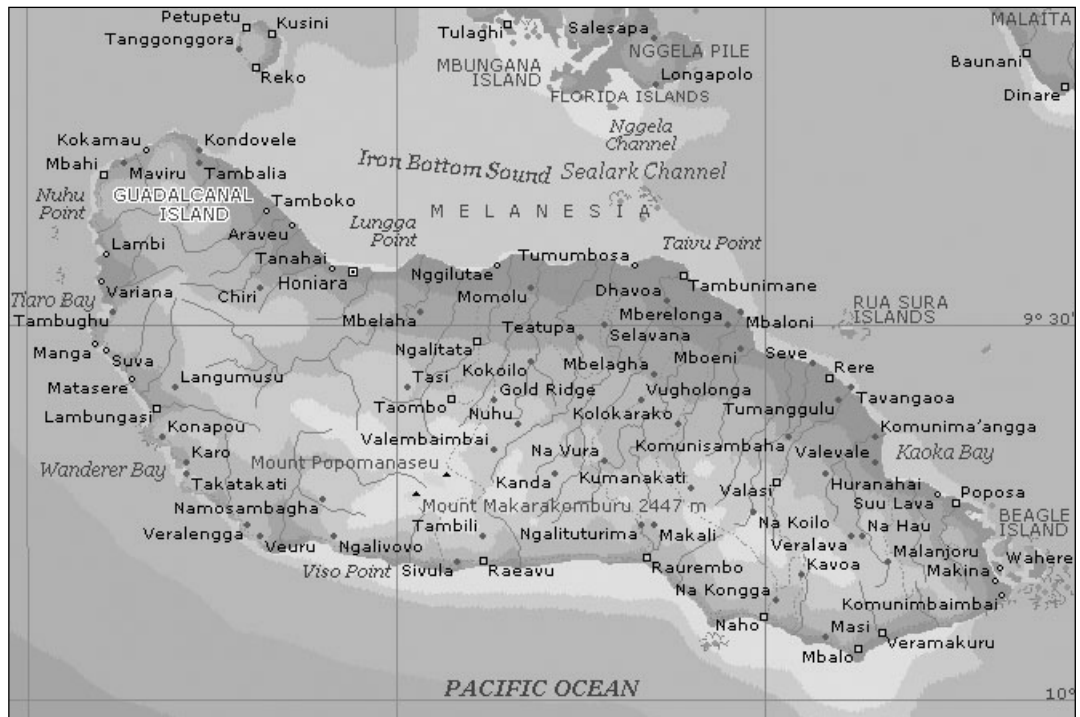 Petupetu
Kusini
Tanggonggora
Reko
Tulaghi
Salesapa
NGGELA PILE
MBUNGANA
ISLAND
Longapolo
FLORIDA ISLANDS
Nggela
Channel
MALAITA
Baunani
Dinare
Kokamau
Kondovele
Mbahi
Maviru
Tambalia
Iron Bottom Sound
Sealark Channel
Nuhu
Point
GUADALCANAL
ISLAND
Tamboko
Lungga
Point
MELANESIA
Araveu
Lambi
Tanahai
Nggilutae
Tumumbosa
Taivu Point
Honiara
Tiaro Bay
Variana
Chiri
Momolu
Dhavoa
Tambunimane
RUA SURA
ISLANDS
Tambughu
Mbelaha
Teatupa
Selavana
Mberelonga
Mbaloni
9° 30'
Manga
Suva
Ngalitata
Mbelagha
Mboeni
Seve
Rere
Matasere
Langumusu
Tasi
Kokoilo
Gold Ridge
Vugholonga
Lambungasi
Taombo
Nuhu
Kolokarako
Tumanggulu
Tavangaoa
Konapou
Valembaimbai
Komunisambaha
Komunima'angga
Wanderer Bay
Karo
Mount Popomanaseu
Na Vura
Valevale
Kaoka Bay
Takatakati
Kanda
Kumanakati
Valasi
Huranahai
Poposa
Namosambagha
Mount Makarakomburu 2447 m
Suu Lava
BEAGLE
ISLAND
Veralengga
Veuru
Ngalivovo
Tambili
Ngalituturima
Makali
Na Koilo
Na Hau
Veralava
Malanjoru
Wahere
Viso Point
Sivula
Raeavu
Raurembo
Kavoa
Makina
Na Kongga
Komunimbaimbai
Naho
Masi
Veramakuru
Mbalo
PACIFIC OCEAN
10°